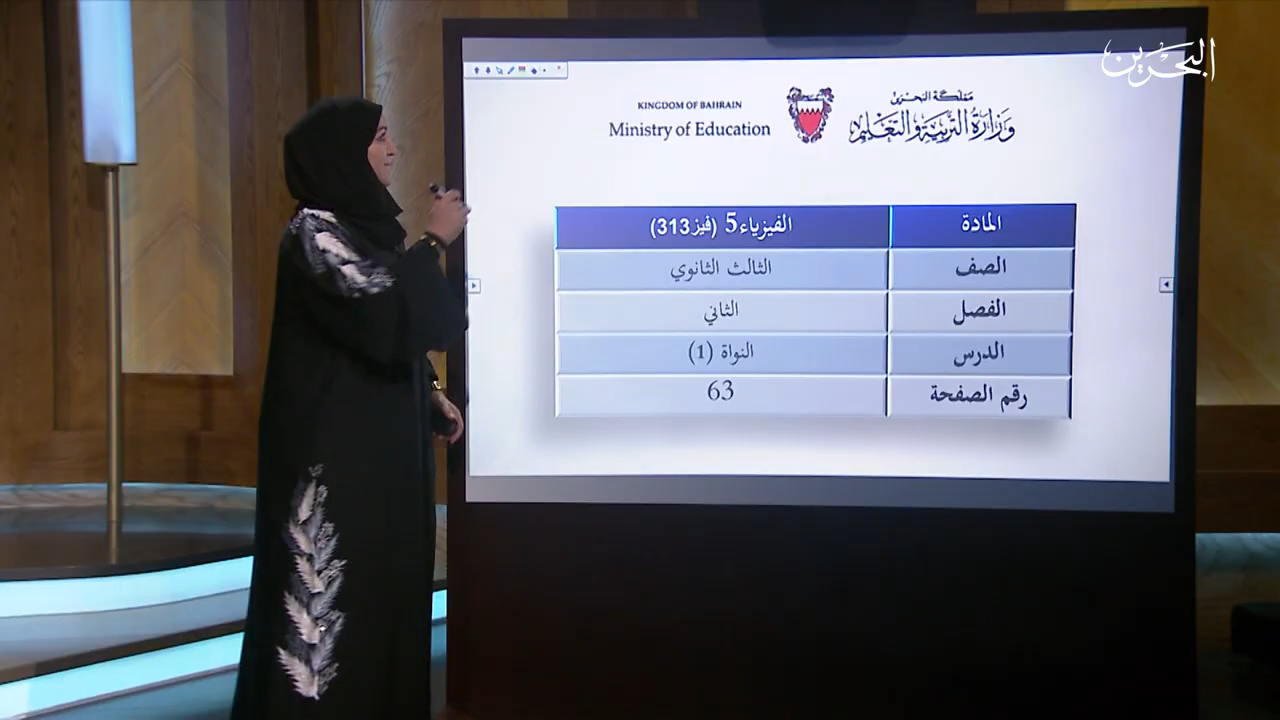 البحرين
KINGDOM OF BAHRAIN
Ministry of Education
مملكة البحرين
وزارة التربية والتعليم
المادة الفيزياء5 (فيز313)
الصف الثالث الثانوي
الفصل الثاني
الدرس النواة (1)
رقم الصفحة 63